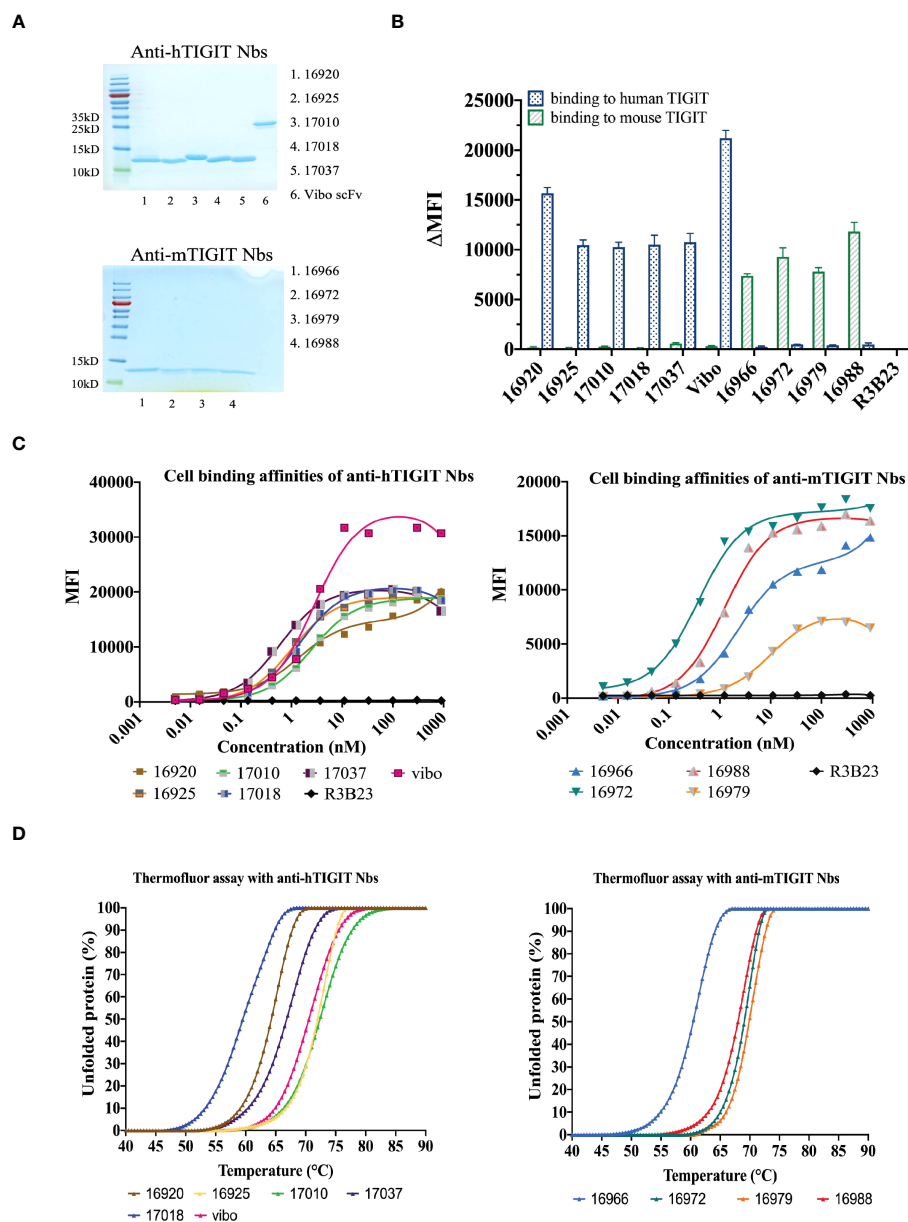 A
Anti-hTIGIT Nbs
35kD
25kD
15kD
10kD
1 2 3 4 5 6
1. 16920
2. 16925
3. 17010
4. 17018
5. 17037
6. Vibo scFv
Anti-mTIGIT Nbs
15kD
10kD
1 2 3 4
1. 16966
2. 16972
3. 16979
4. 16988
B
binding to human TIGIT
binding to mouse TIGIT
ΔMFI
25000
20000
15000
10000
5000
0
16920 16925 17010 17018 17037 Vibo 16966 16972 16979 16988 R3B23
C
Cell binding affinities of anti-hTIGIT Nbs
MFI
40000
30000
20000
10000
0
0.001 0.01 0.1 1 10 100 1000
Concentration (nM)
16920 17010 17037 vibo
16925 17018 R3B23
Cell binding affinities of anti-mTIGIT Nbs
MFI
20000
15000
10000
5000
0
0.001 0.01 0.1 1 10 100 1000
Concentration (nM)
16966 16988 R3B23
16972 16979
D
Thermofluor assay with anti-hTIGIT Nbs
Unfolded protein (%)
100
90
80
70
60
50
40
30
20
10
0
40 45 50 55 60 65 70 75 80 85 90
Temperature (°C)
16920 16925 17010 17037
17018 vibo
Thermofluor assay with anti-mTIGIT Nbs
Unfolded protein (%)
100
90
80
70
60
50
40
30
20
10
0
40 45 50 55 60 65 70 75 80 85 90
Temperature (°C)
16966 16972 16979 16988